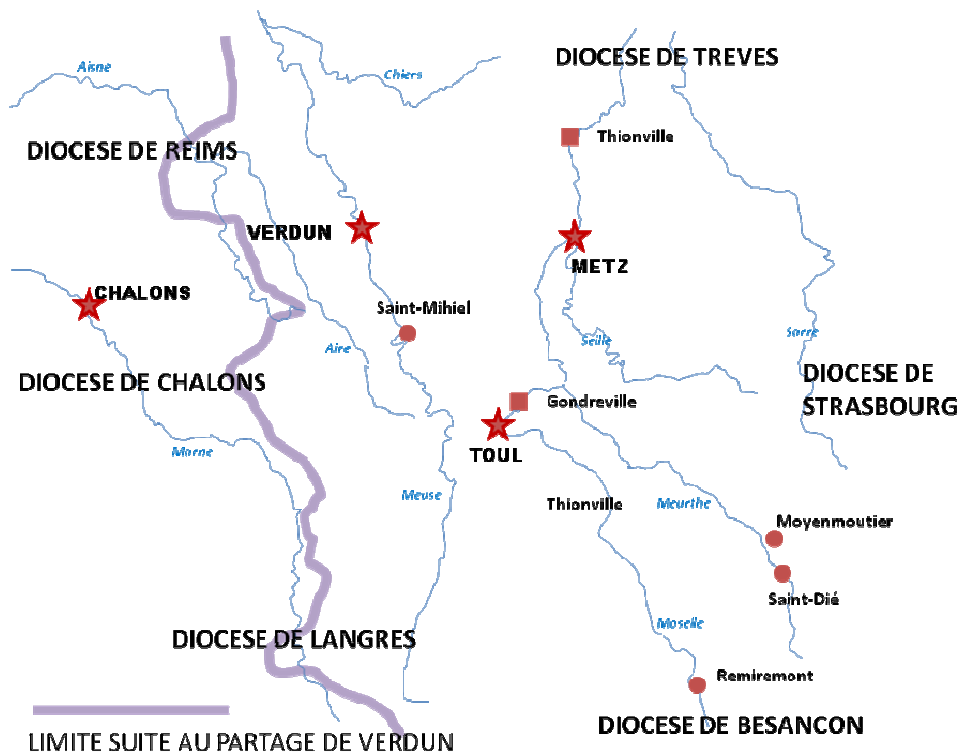 DIOCESE DE TREVES
Aisne
Chiers
Thionville
DIOCESE DE REIMS
VERDUN
METZ
CHALONS
Saint-Mihiel
Sarre
Seille
Aire
DIOCESE DE CHALONS
DIOCESE DE
STRASBOURG
Gondreville
TOUL
Marne
Meuse
Thionville
Meurthe
Moyenmoutier
Saint-Dié
Moselle
DIOCESE DE LANGRES
Remiremont
DIOCESE DE BESANCON
LIMITE SUITE AU PARTAGE DE VERDUN